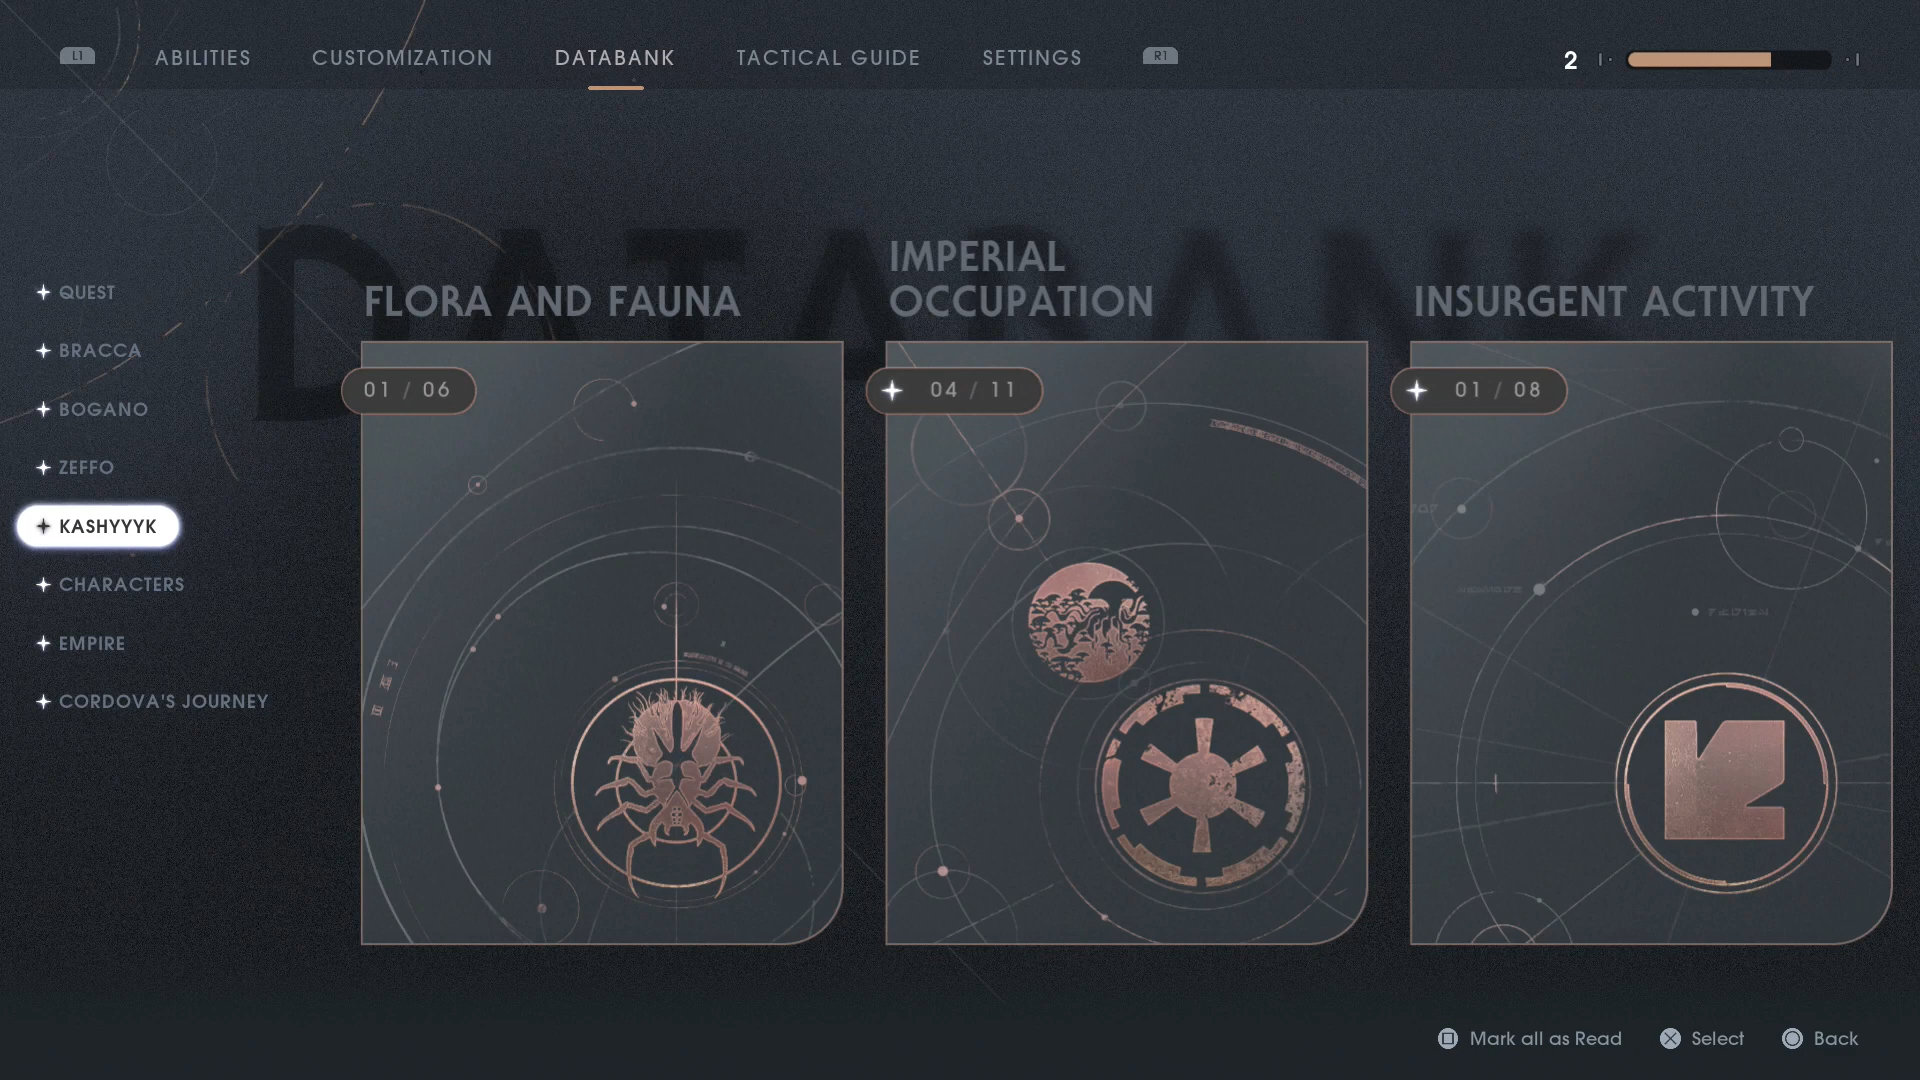 L1
ABILITIES
CUSTOMIZATION
DATABANK
TACTICAL GUIDE
SETTINGS
R1
2
DATABANK
QUEST
BRACCA
BOGANO
ZEFFO
KASHYYYK
CHARACTERS
EMPIRE
CORDOVA'S JOURNEY
FLORA AND FAUNA
01 / 06
IMPERIAL
OCCUPATION
04 / 11
INSURGENT ACTIVITY
01 / 08
Mark all as Read
Select
Back